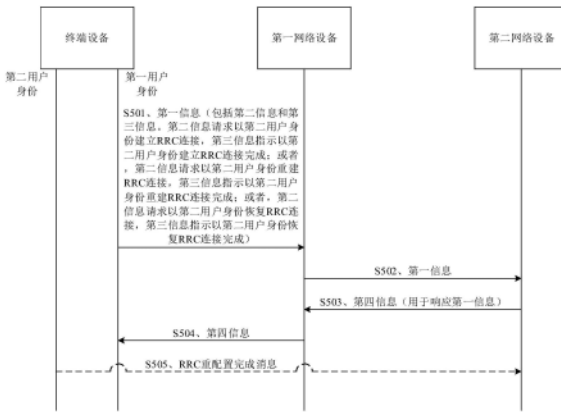 终端设备
第一网络设备
第二网络设备
第二用户
身份
第一用户
身份
S501、第一信息（包括第二信息和第
三信息，第二信息请求以第二用户身
份建立RRC连接，第三信息指示以第
二用户身份建立RRC连接完成；或者
，第二信息请求以第二用户身份重建
RRC连接，第三信息指示以第二用户
身份重建RRC连接完成；或者，第二
信息请求以第二用户身份恢复RRC连
接，第三信息指示以第二用户身份恢
复RRC连接完成）
S502、第一信息
S503、第四信息（用于响应第一信息）
S504、第四信息
S505、RRC重配置完成消息